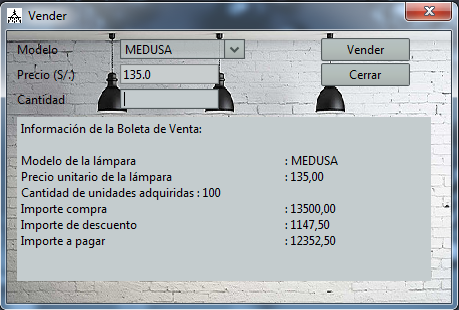 Vender
Modelo MEDUSA Vender
Precio (S/.) 135.0 Cerrar
Cantidad
Información de la Boleta de Venta:
Modelo de la lámpara : MEDUSA
Precio unitario de la lámpara : 135,00
Cantidad de unidades adquiridas : 100
Importe compra : 13500,00
Importe de descuento : 1147,50
Importe a pagar : 12352,50